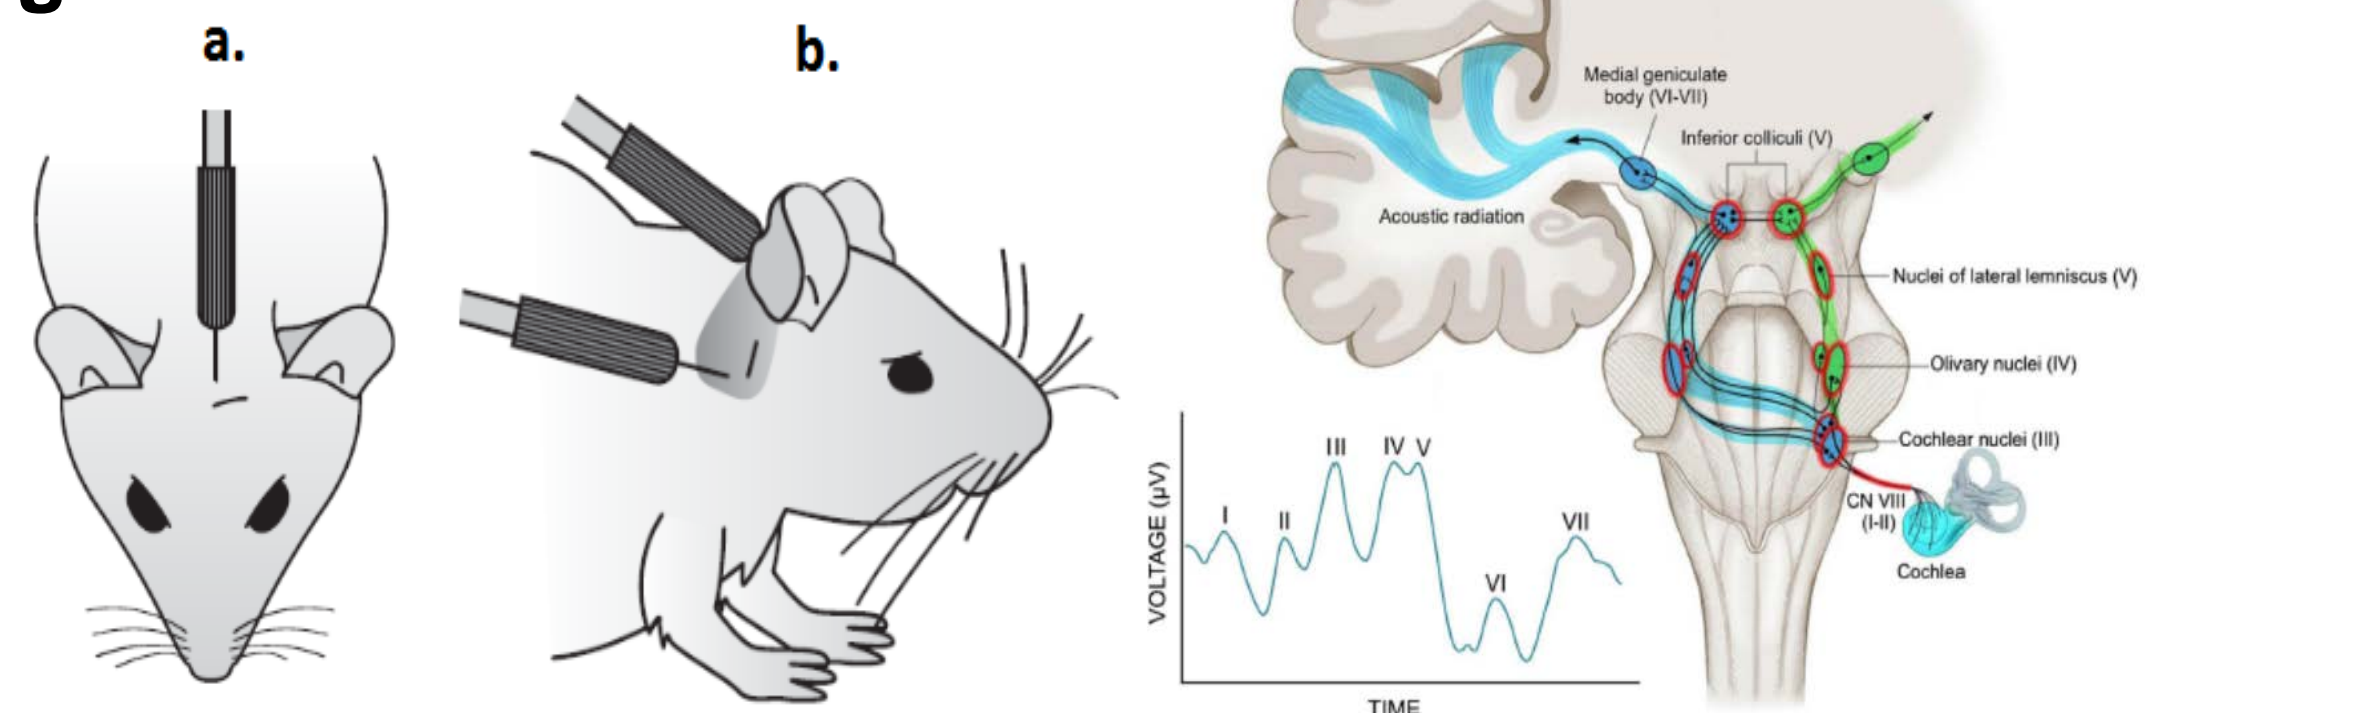 a.
b.
Medial geniculate
body (VI-VII)
Inferior colliculi (V)
Acoustic radiation
Nuclei of lateral lemniscus (V)
Olivary nuclei (IV)
Cochlear nuclei (III)
CN VIII
(I-II)
Cochlea
VOLTAGE (µV)
I
II
III
IV
V
VI
VII
TIME